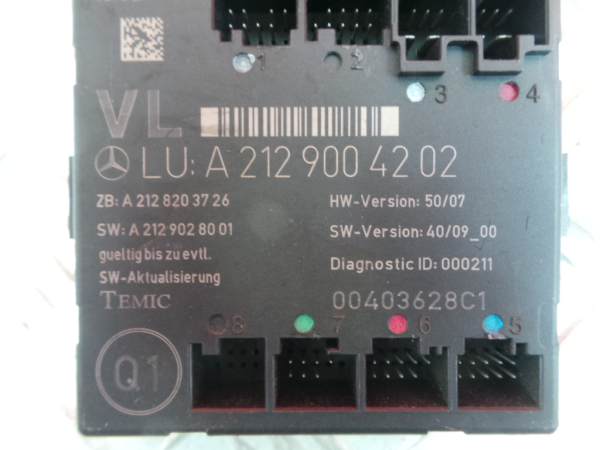 1 2
3 4
VL
LU: A 212 900 42 02
ZB: A 212 820 37 26
HW-Version: 50/07
SW: A 212 902 80 01
SW-Version: 40/09_00
gueltig bis zu evtl.
SW-Aktualisierung
Diagnostic ID: 000211
TEMIC
00403628C1
8 7 6 5
Q1